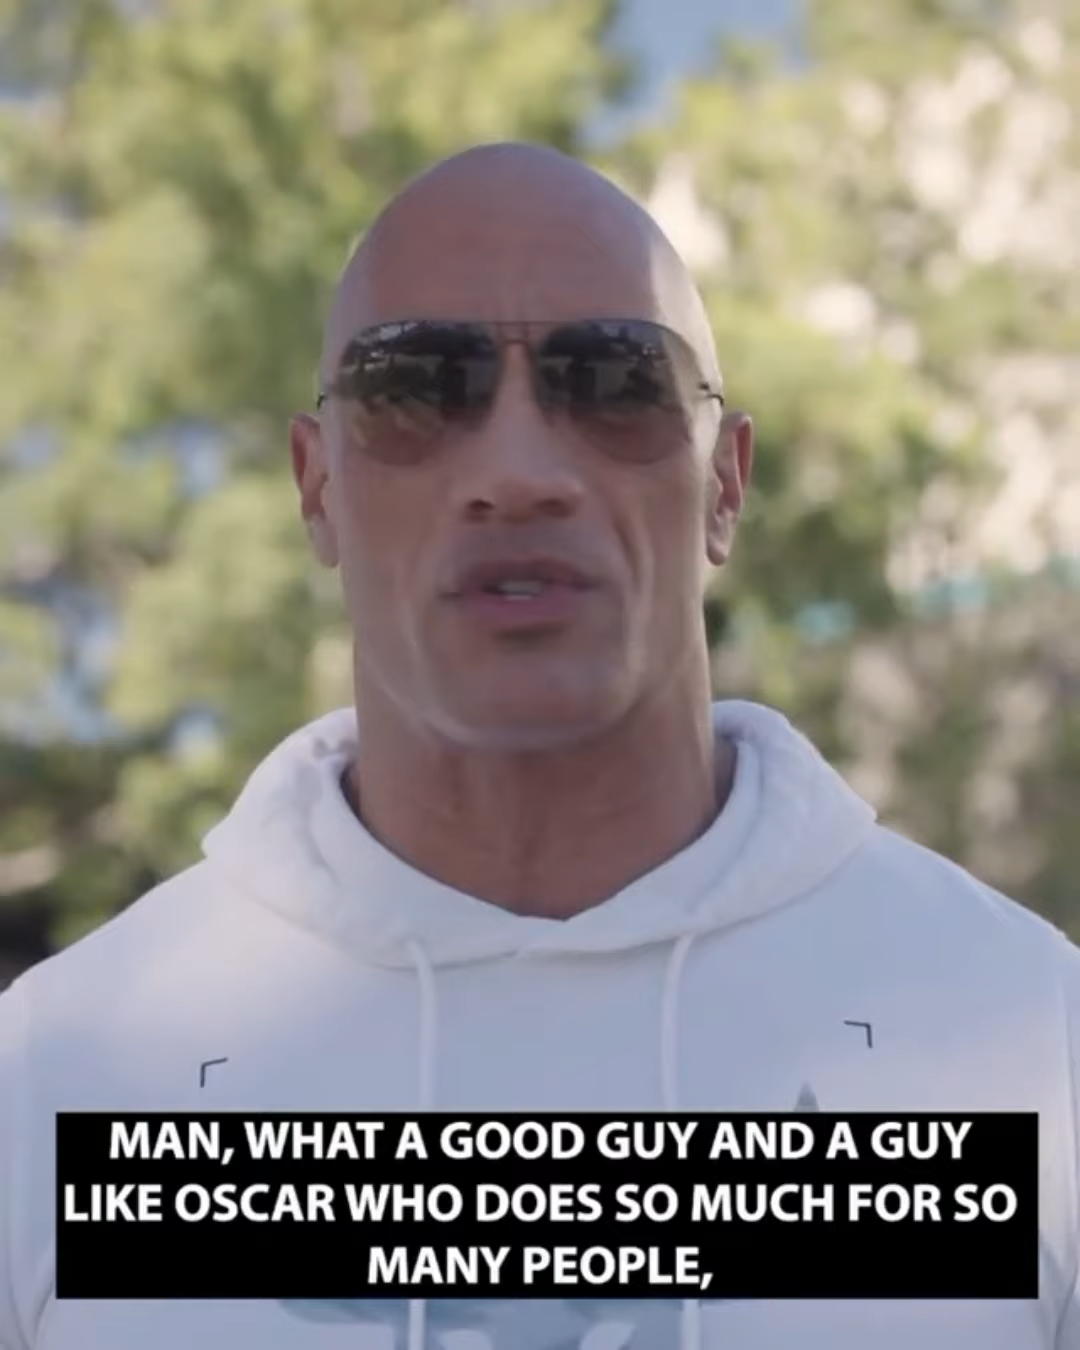 MAN, WHAT A GOOD GUY AND A GUY
LIKE OSCAR WHO DOES SO MUCH FOR SO
MANY PEOPLE,